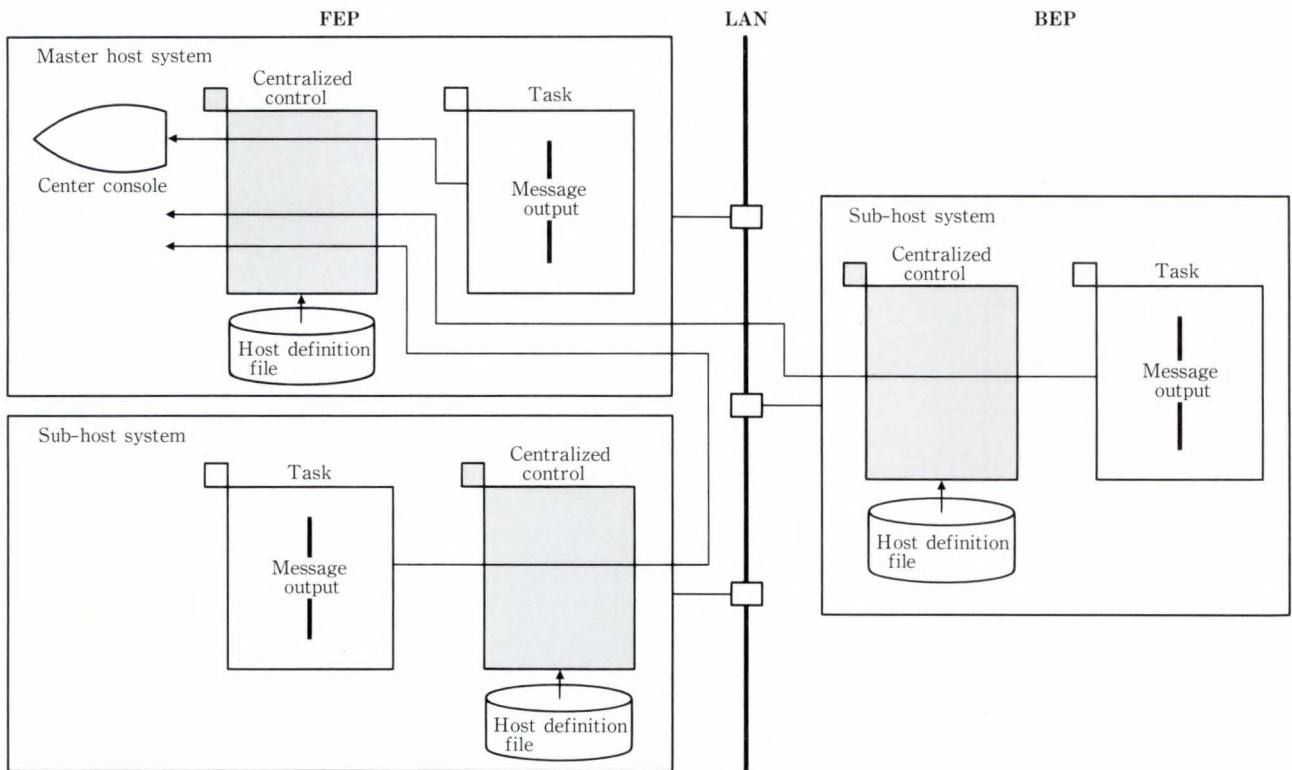 FEP
LAN
BEP
Master host system
Centralized
control
Task
Message
output
Center console
Host definition
file
Sub-host system
Task
Message
output
Centralized
control
Host definition
file
Sub-host system
Centralized
control
Task
Message
output
Host definition
file